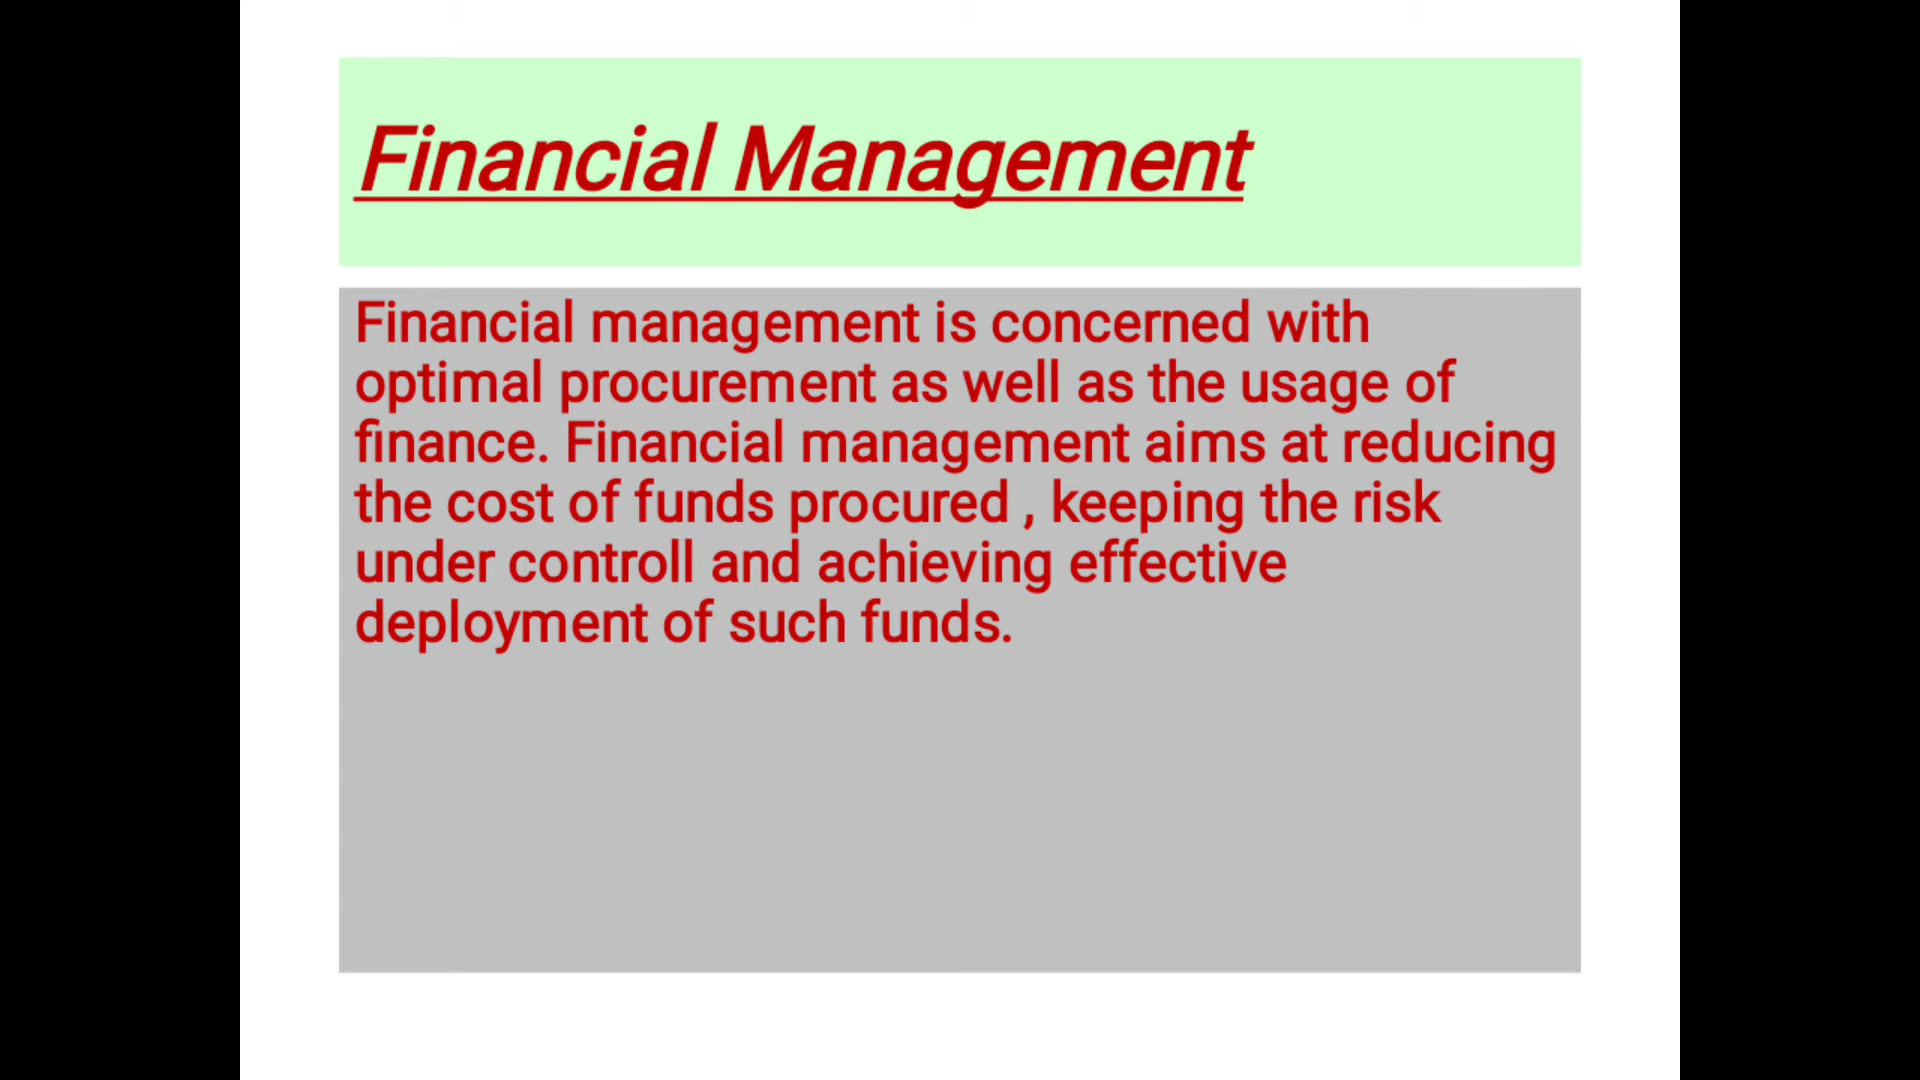 Financial Management
Financial management is concerned with
optimal procurement as well as the usage of
finance. Financial management aims at reducing
the cost of funds procured , keeping the risk
under controll and achieving effective
deployment of such funds.